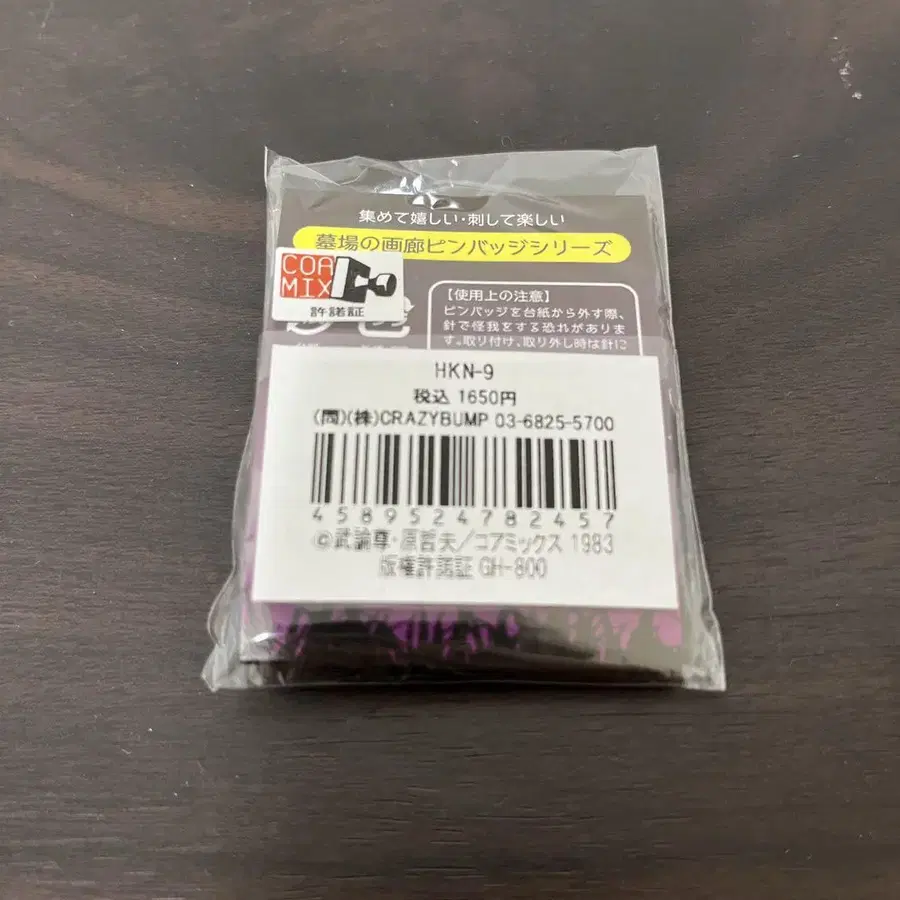 集めて嬉しい・刺して楽しい
墓場の画廊ピンバッジシリーズ
COA
MIX
許諾証
【使用上の注意】
ピンバッジを台紙から外す際、
針で怪我をする恐れがありま
す。取り付け、取り外し時は針に
HKN-9
税込 1650円
(問)(株)CRAZYBUMP 03-6825-5700
4589524782457
©武論尊・原哲夫/コアミックス 1983
版権許諾証 GH-800